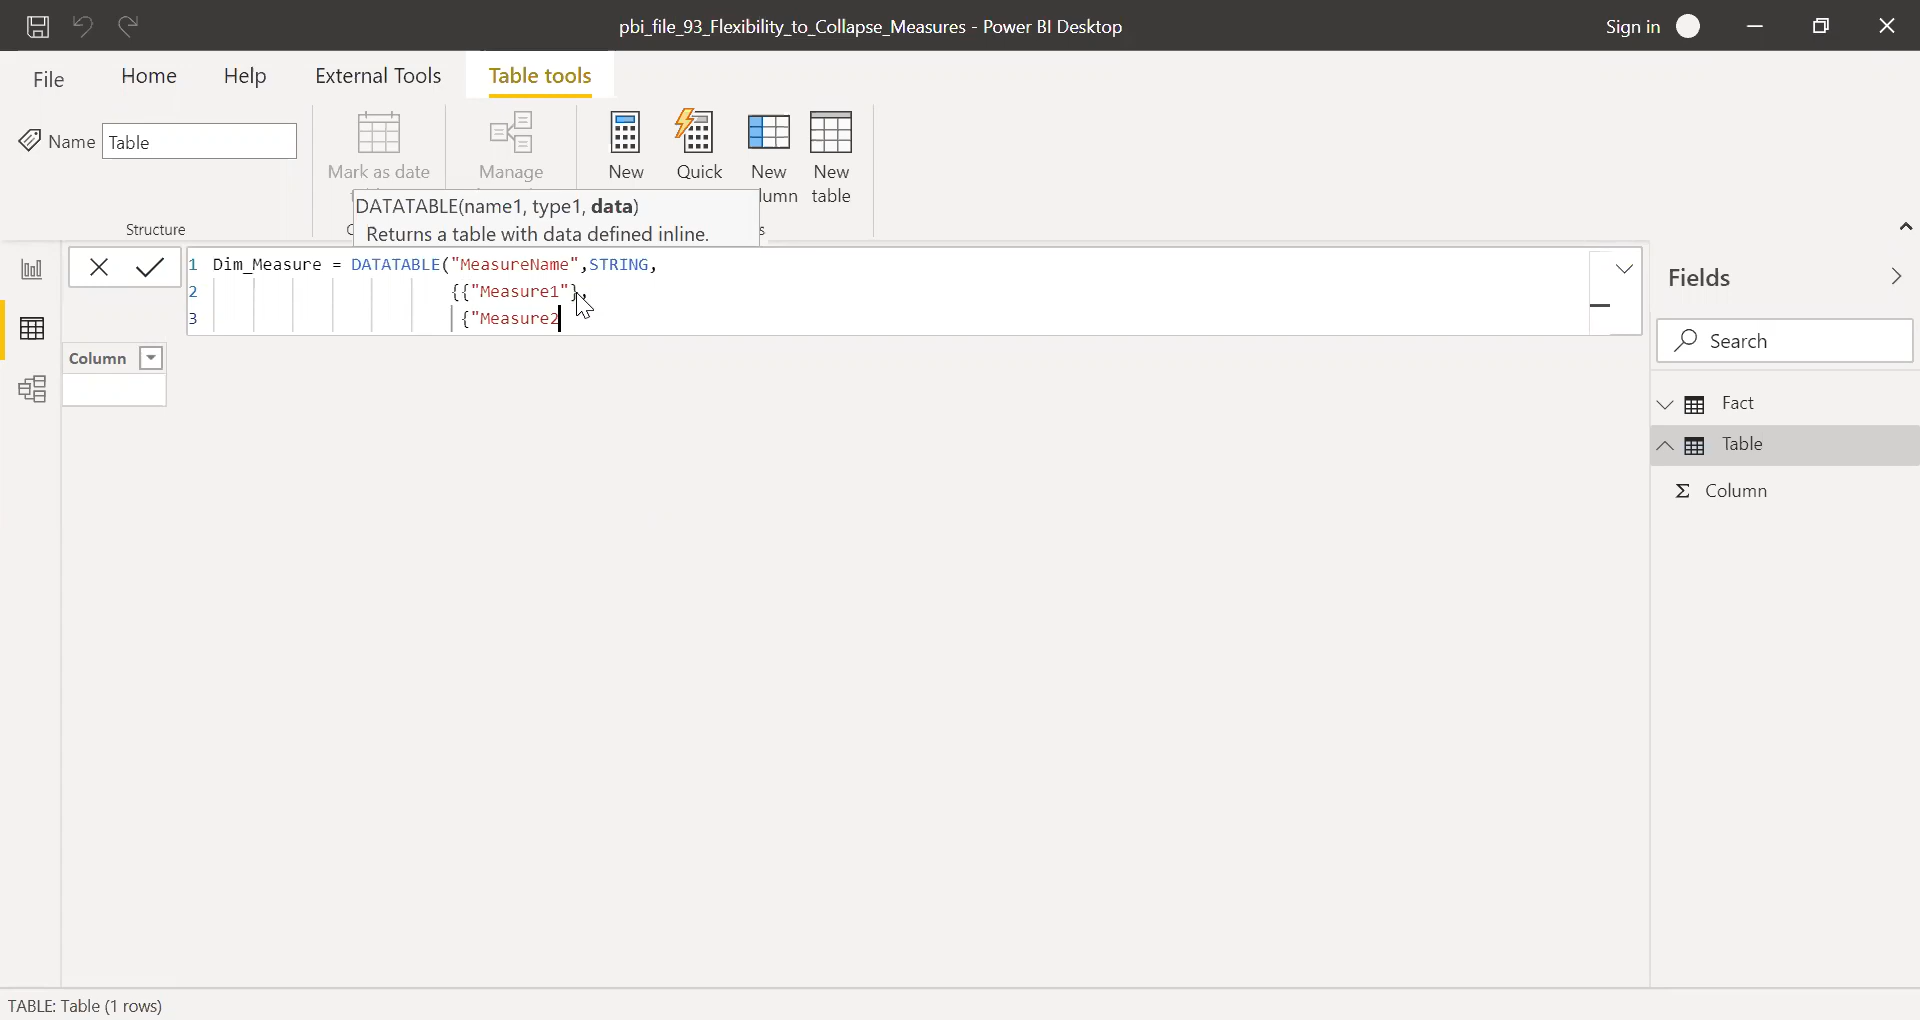 pbi_file_93_Flexibility_to_Collapse_Measures - Power BI Desktop
Sign in
File
Home
Help
External Tools
Table tools
Name
Table
Mark as date
Manage
New
Quick
New
New
lumn
table
Structure
DATATABLE(name1, type1, data)
Returns a table with data defined inline.
1 Dim_Measure = DATATABLE("MeasureName",STRING,
2 {{"Measure1"},
3 {"Measure2
Column
Fields
Search
Fact
Table
Σ Column
TABLE: Table (1 rows)